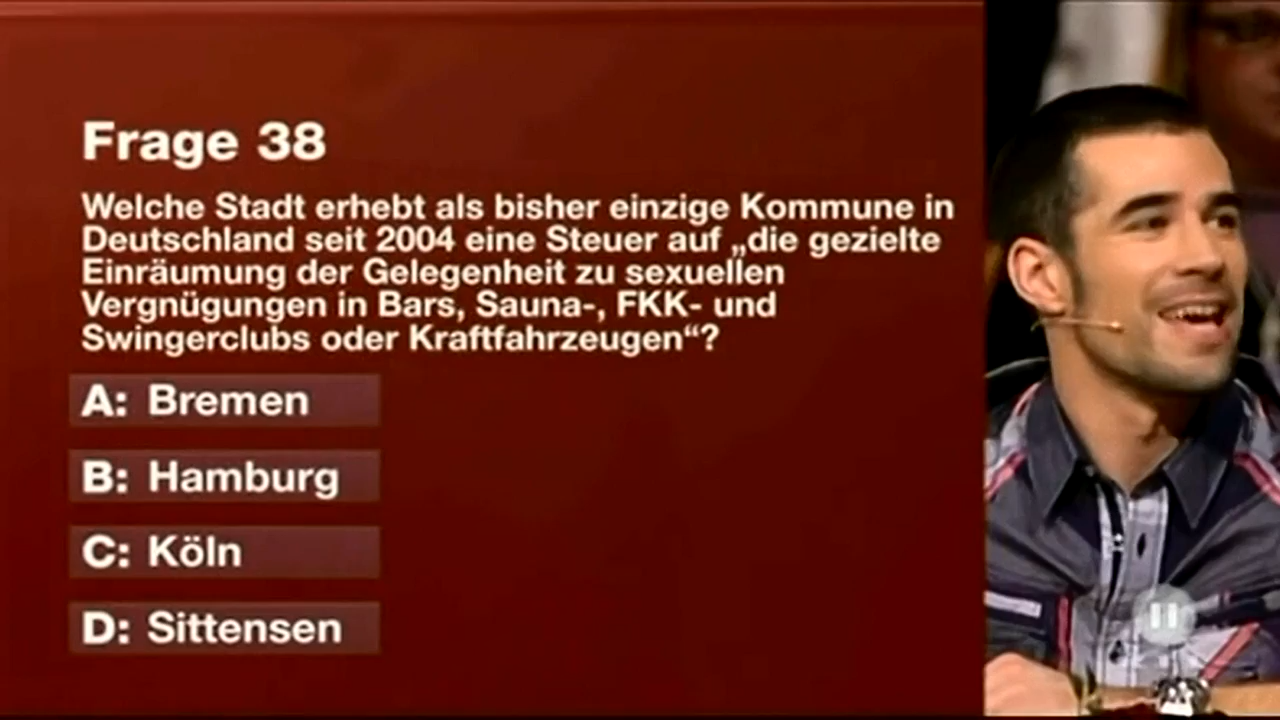 Frage 38
Welche Stadt erhebt als bisher einzige Kommune in
Deutschland seit 2004 eine Steuer auf „die gezielte
Einräumung der Gelegenheit zu sexuellen
Vergnügungen in Bars, Sauna-, FKK- und
Swingerclubs oder Kraftfahrzeugen“?
A: Bremen
B: Hamburg
C: Köln
D: Sittensen